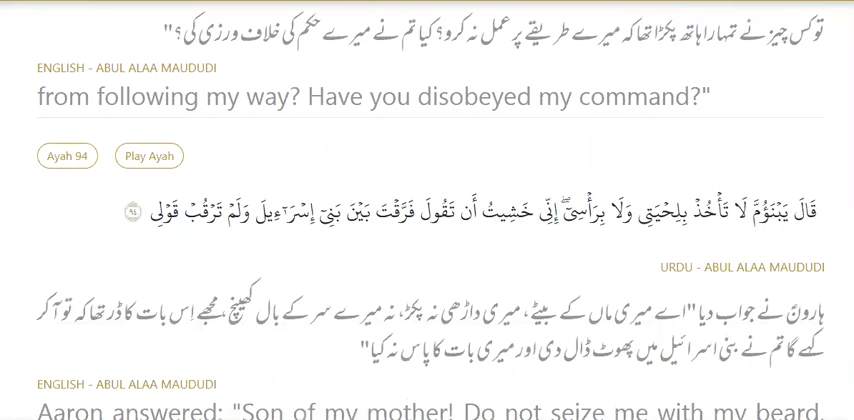 تو کس چیز نے تمہارا ہاتھ پکڑا تھا کہ میرے طریقے پر عمل نہ کرو؟ کیا تم نے میرے حکم کی خلاف ورزی کی؟"
ENGLISH - ABUL ALAA MAUDUDI
from following my way? Have you disobeyed my command?"
Ayah 94 Play Ayah
قَالَ يَبْنَؤُمَّ لَا تَأْخُذْ بِلِحْيَتِى وَلَا بِرَأْسِىٓ ۖ إِنِّى خَشِيتُ أَن تَقُولَ فَرَّقْتَ بَيْنَ بَنِىٓ إِسْرَٰٓءِيلَ وَلَمْ تَرْقُبْ قَوْلِى ٩٤
URDU - ABUL ALAA MAUDUDI
ہارونؑ نے جواب دیا "اے میری ماں کے بیٹے، میری داڑھی نہ پکڑ، نہ میرے سر کے بال کھینچ، مجھے اِس بات کا ڈر تھا کہ تو آ کر
کہے گا تم نے بنی اسرائیل میں پھوٹ ڈال دی اور میری بات کا پاس نہ کیا"
ENGLISH - ABUL ALAA MAUDUDI
Aaron answered: "Son of my mother! Do not seize me with my beard,